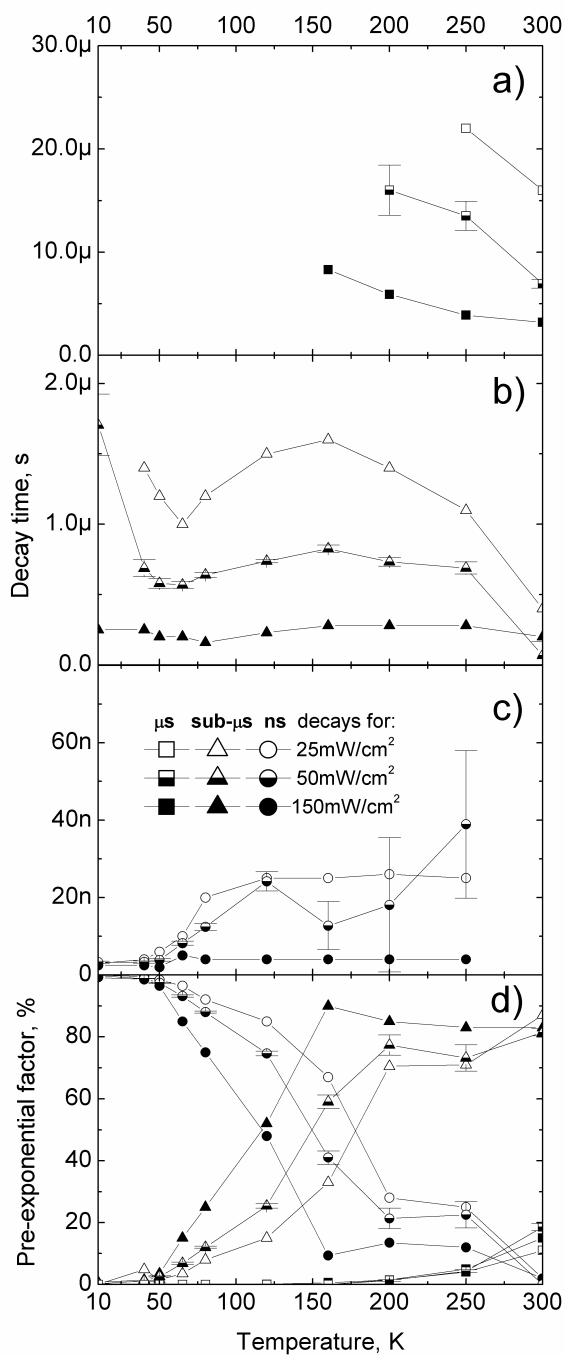 10 50 100 150 200 250 300
30.0µ
a)
20.0µ
10.0µ
0.0
2.0µ
b)
1.0µ
0.0
Decay time, s
c)
µs sub-µs ns decays for:
60n
25mW/cm²
50mW/cm²
150mW/cm²
40n
20n
0
d)
80
60
40
20
0
Pre-exponential factor, %
10 50 100 150 200 250 300
Temperature, K